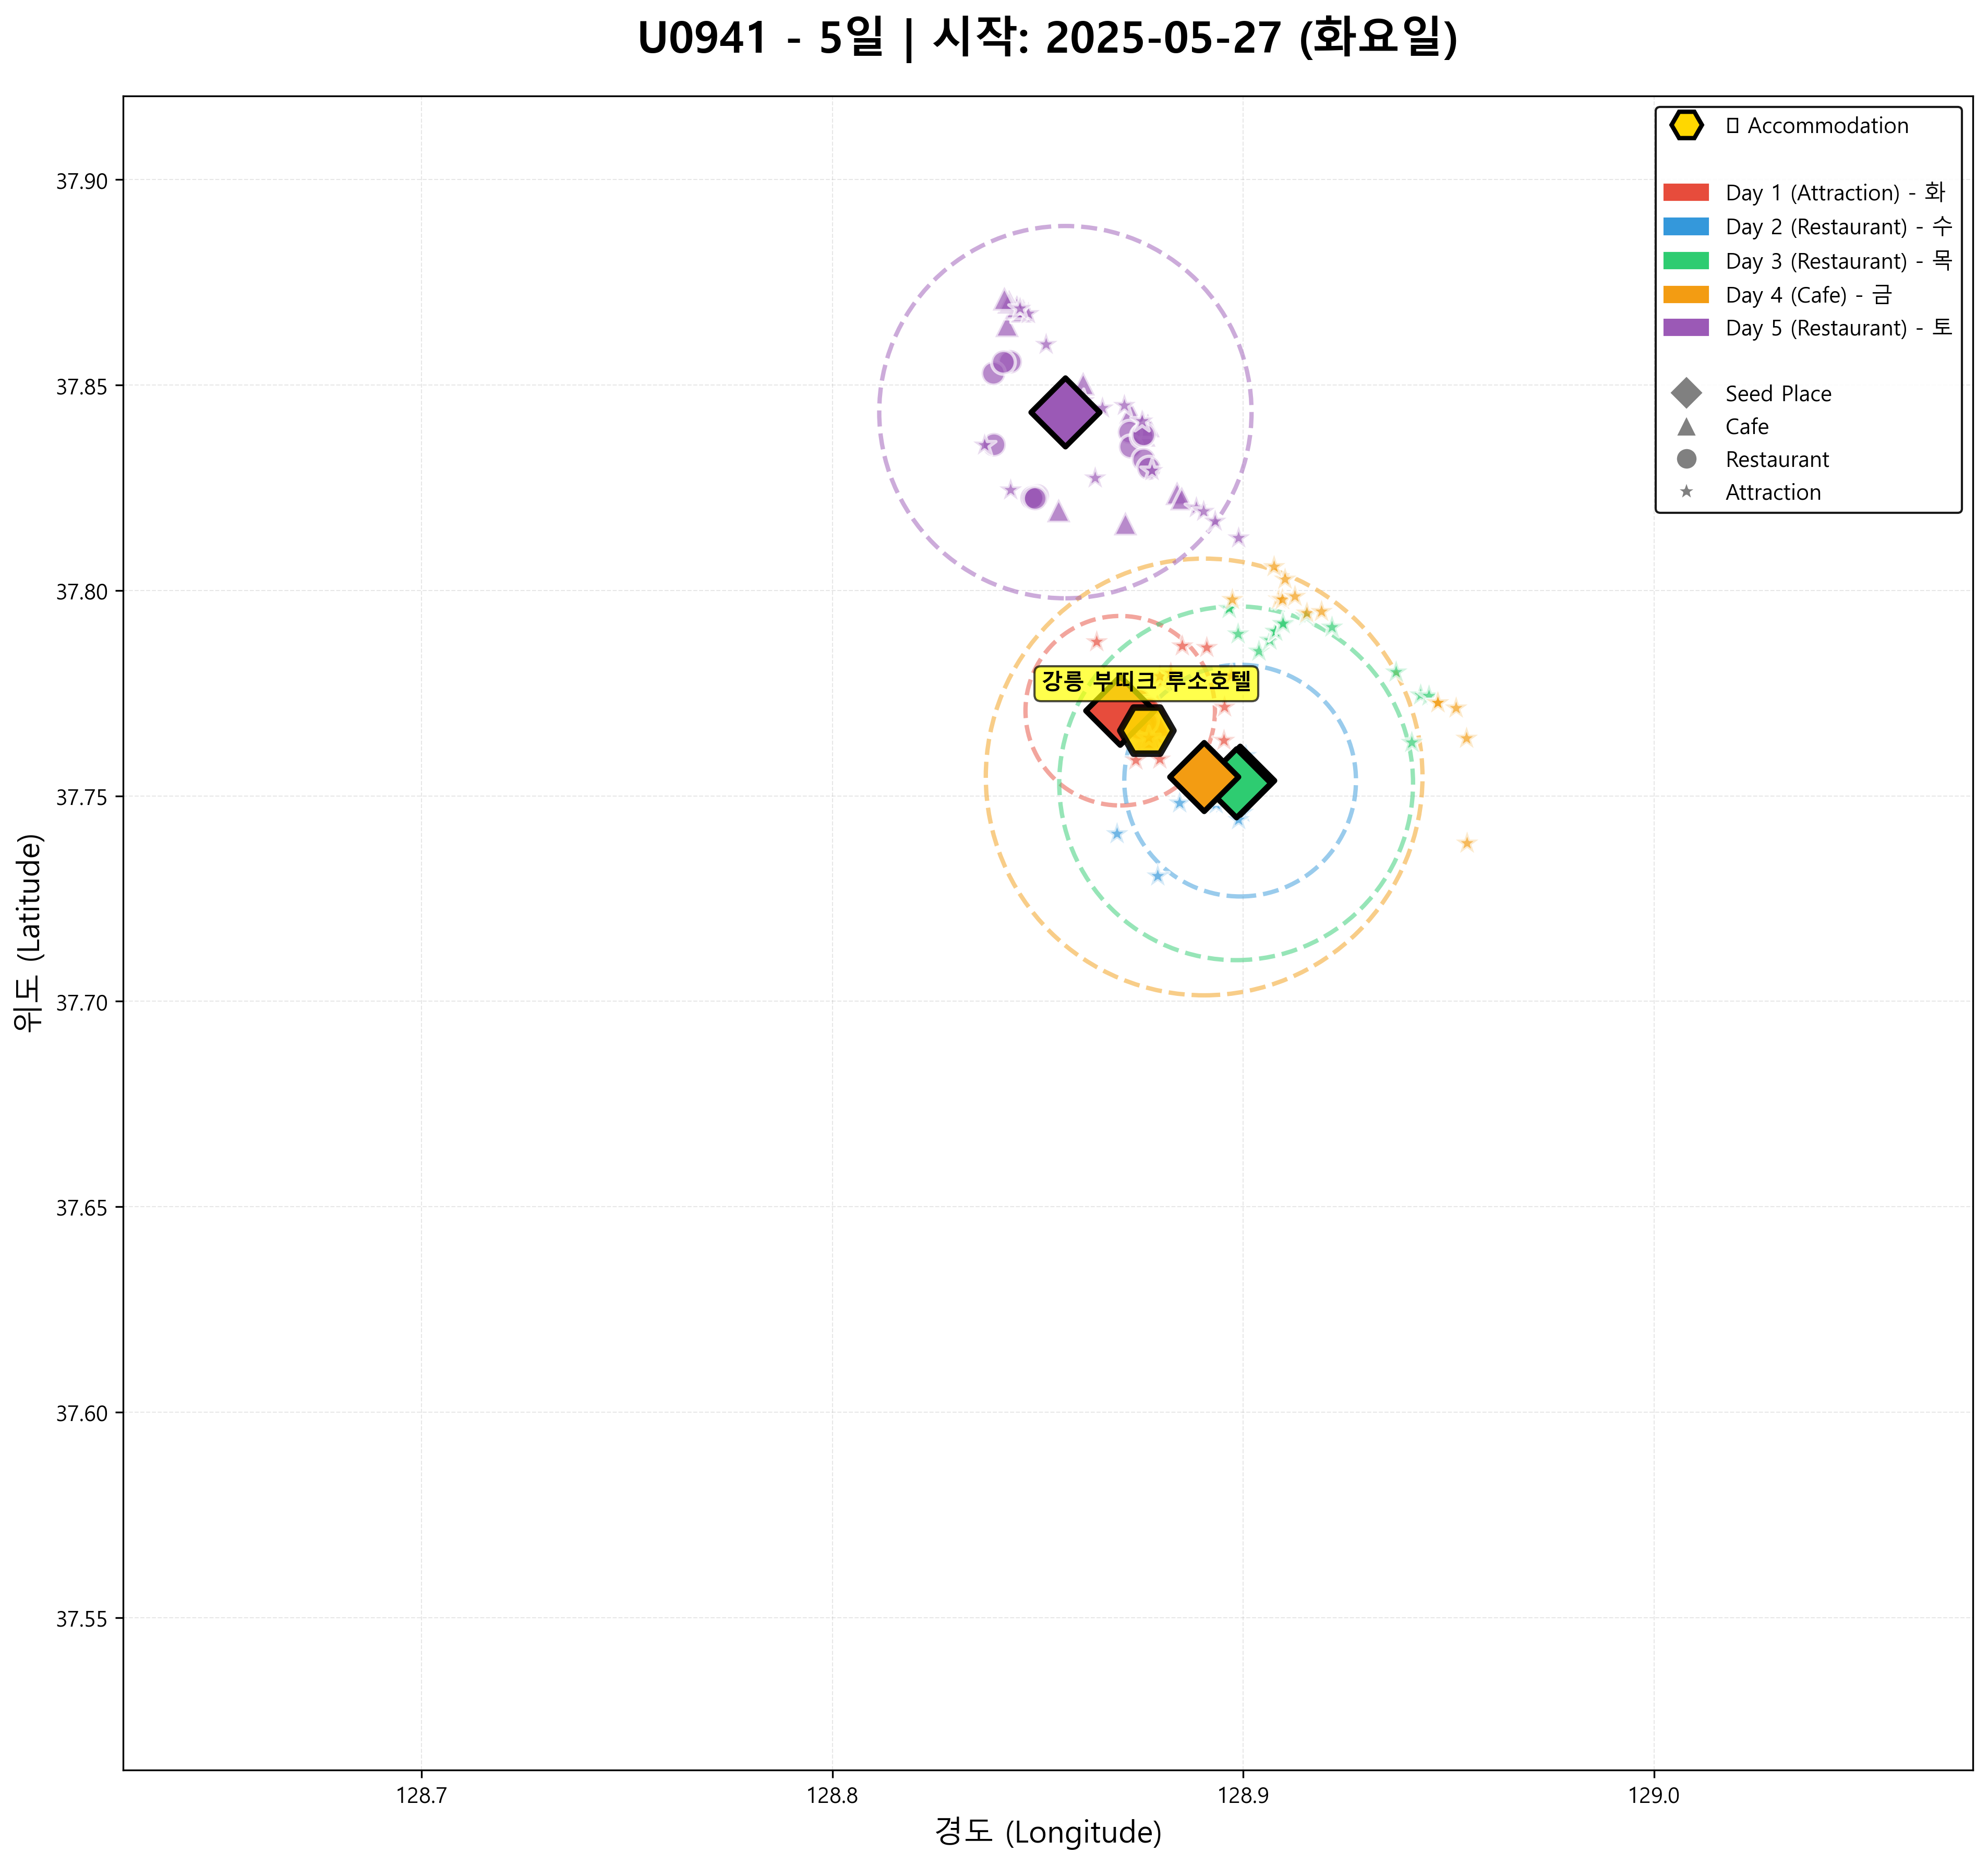 U0941 - 5일 | 시작: 2025-05-27 (화요일)
Accommodation
Day 1 (Attraction) - 화
Day 2 (Restaurant) - 수
Day 3 (Restaurant) - 목
Day 4 (Cafe) - 금
Day 5 (Restaurant) - 토
Seed Place
Cafe
Restaurant
Attraction
강릉 부띠크 루소호텔
37.90
37.85
37.80
37.75
37.70
37.65
37.60
37.55
위도 (Latitude)
128.7
128.8
128.9
129.0
경도 (Longitude)